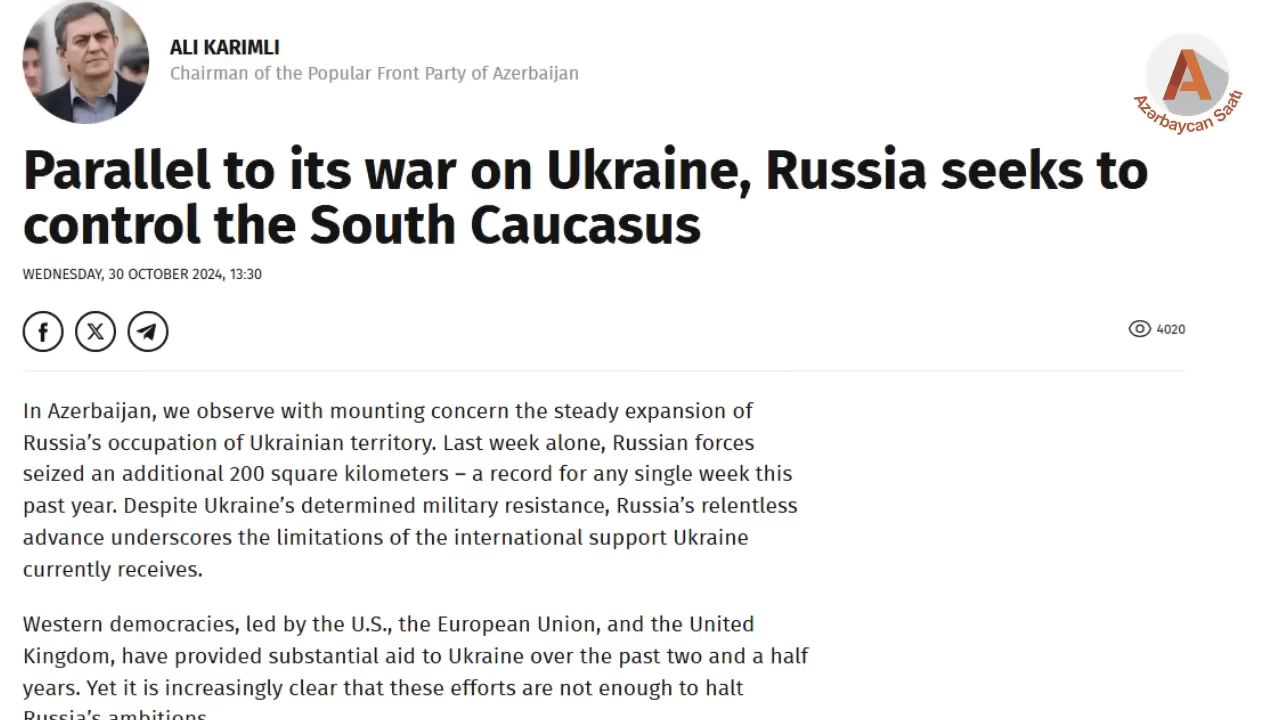 ALI KARIMLI
Chairman of the Popular Front Party of Azerbaijan
A
Azərbaycan Saatı
Parallel to its war on Ukraine, Russia seeks to
control the South Caucasus
WEDNESDAY, 30 OCTOBER 2024, 13:30
4020
In Azerbaijan, we observe with mounting concern the steady expansion of
Russia’s occupation of Ukrainian territory. Last week alone, Russian forces
seized an additional 200 square kilometers – a record for any single week this
past year. Despite Ukraine’s determined military resistance, Russia’s relentless
advance underscores the limitations of the international support Ukraine
currently receives.
Western democracies, led by the U.S., the European Union, and the United
Kingdom, have provided substantial aid to Ukraine over the past two and a half
years. Yet it is increasingly clear that these efforts are not enough to halt
Russia’s ambitions.